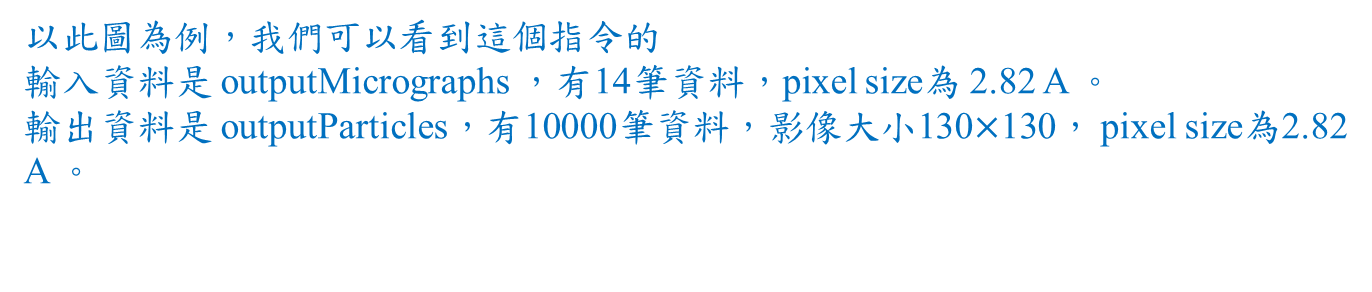 以此圖為例，我們可以看到這個指令的
輸入資料是 outputMicrographs ，有14筆資料，pixel size為 2.82 A 。
輸出資料是 outputParticles，有10000筆資料，影像大小130×130， pixel size為2.82
A 。